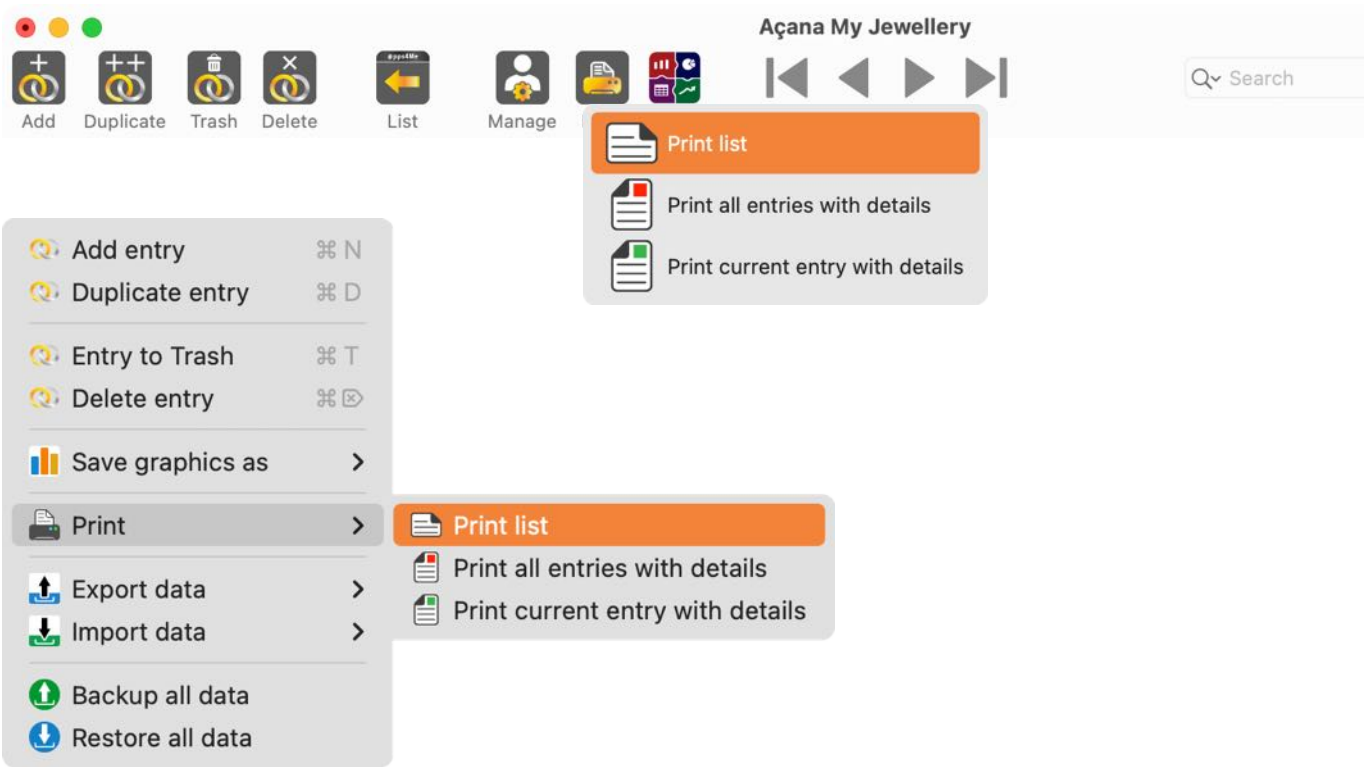 Açana My Jewellery
Add
Duplicate
Trash
Delete
List
Manage
Search
Print list
Print all entries with details
Print current entry with details
Add entry ⌘ N
Duplicate entry ⌘ D
Entry to Trash ⌘ T
Delete entry ⌘ ⌦
Save graphics as
Print
Print list
Print all entries with details
Print current entry with details
Export data
Import data
Backup all data
Restore all data